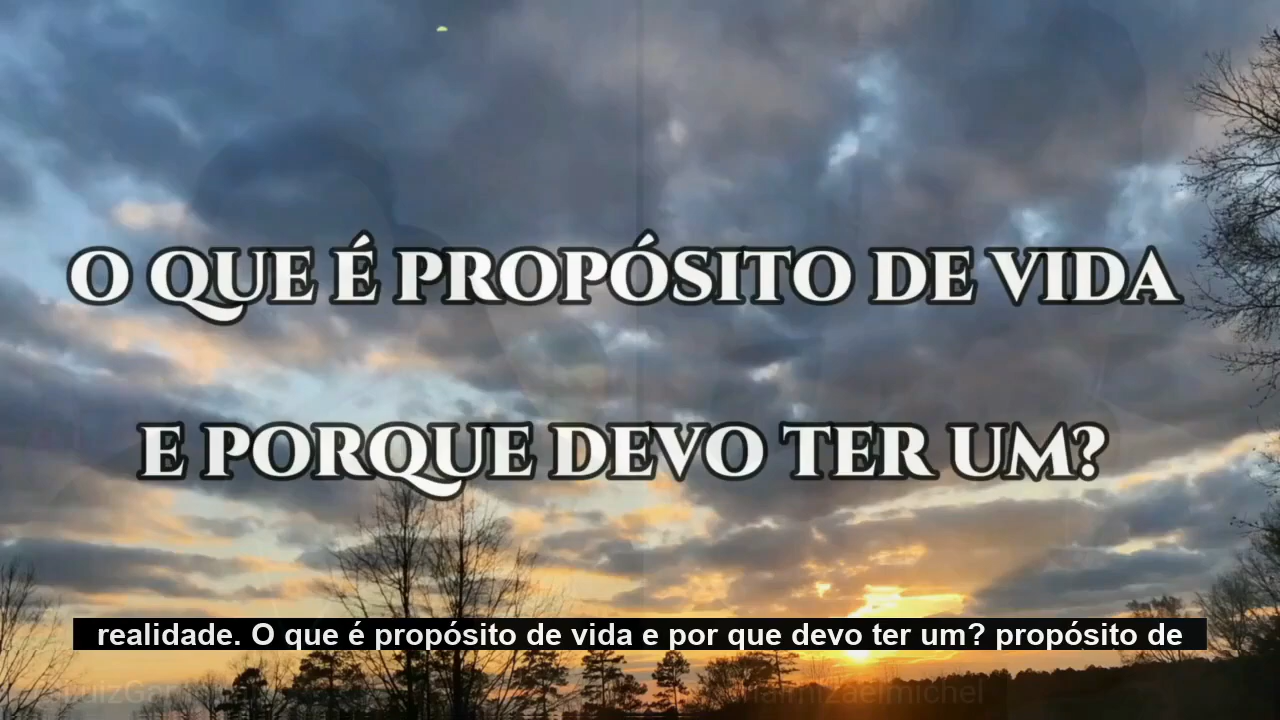 O QUE É PROPÓSITO DE VIDA
E PORQUE DEVO TER UM?
realidade. O que é propósito de vida e por que devo ter um? propósito de